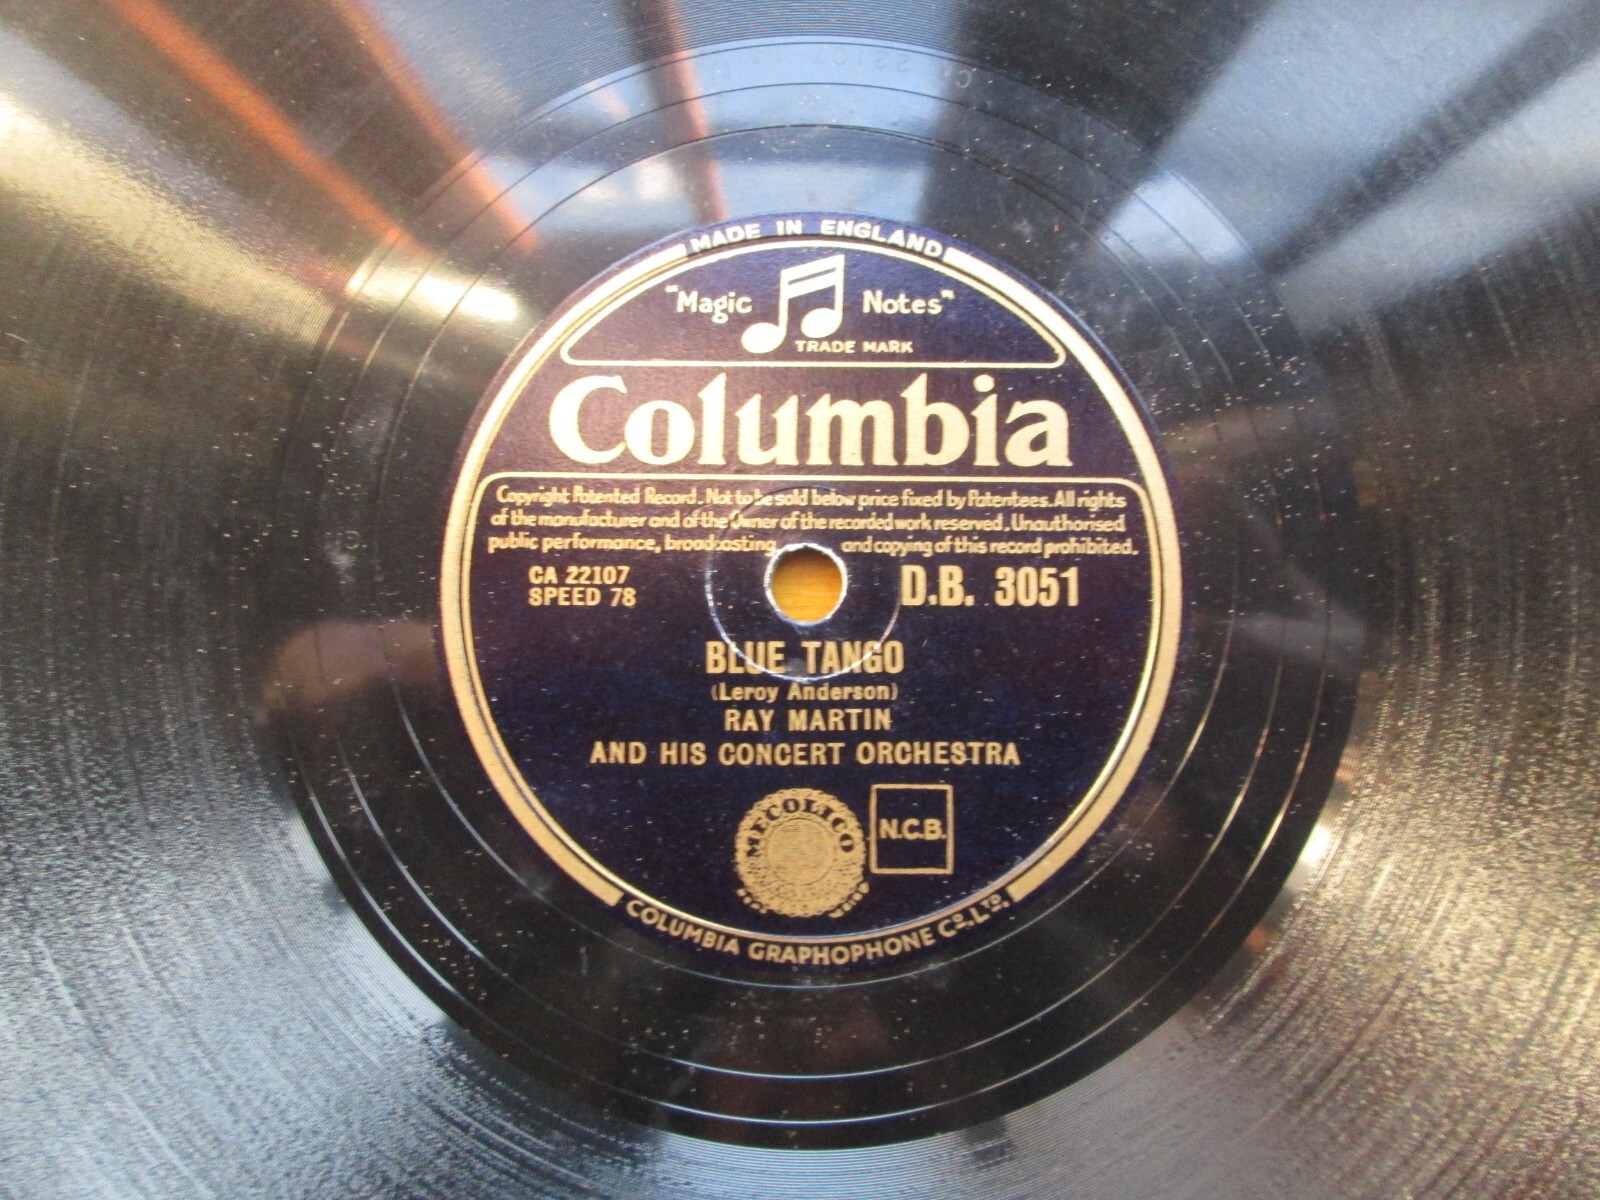 MADE IN ENGLAND
"Magic Notes"
TRADE MARK
Columbia
Copyright Patented Record. Not to be sold below price fixed by Patentees. All rights
of the manufacturer and of the Owner of the recorded work reserved. Unauthorised
public performance, broadcasting and copying of this record prohibited.
CA 22107
SPEED 78
D.B. 3051
BLUE TANGO
(Leroy Anderson)
RAY MARTIN
AND HIS CONCERT ORCHESTRA
MECOLICO
N.C.B.
COLUMBIA GRAPHOPHONE Co. LTD.